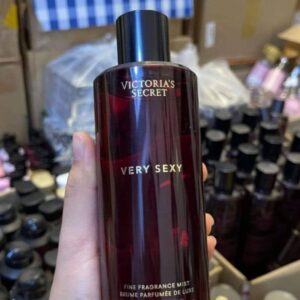 VICTORIA'S
SECRET
VERY SEXY
FINE FRAGRANCE MIST
BRUME PARFUMÉE DE LUXE